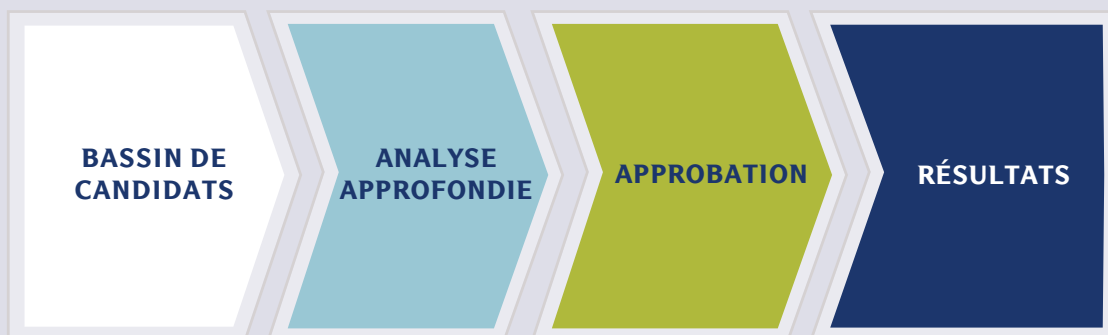 BASSIN DE
CANDIDATS
ANALYSE
APPROFONDIE
APPROBATION
RÉSULTATS